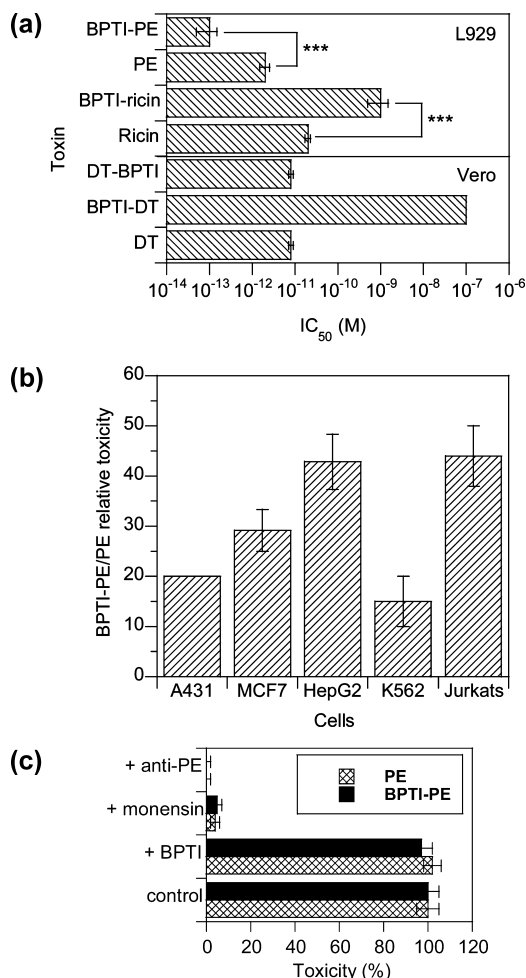 (a)
L929
BPTI-PE
***
PE
BPTI-ricin
***
Ricin
Toxin
DT-BPTI
Vero
BPTI-DT
DT
10⁻¹⁴ 10⁻¹³ 10⁻¹² 10⁻¹¹ 10⁻¹⁰ 10⁻⁹ 10⁻⁸ 10⁻⁷ 10⁻⁶
IC₅₀ (M)
(b)
60
50
40
30
20
10
0
BPTI-PE/PE relative toxicity
A431 MCF7 HepG2 K562 Jurkats
Cells
(c)
+ anti-PE
+ monensin
+ BPTI
control
PE
BPTI-PE
0 20 40 60 80 100 120
Toxicity (%)